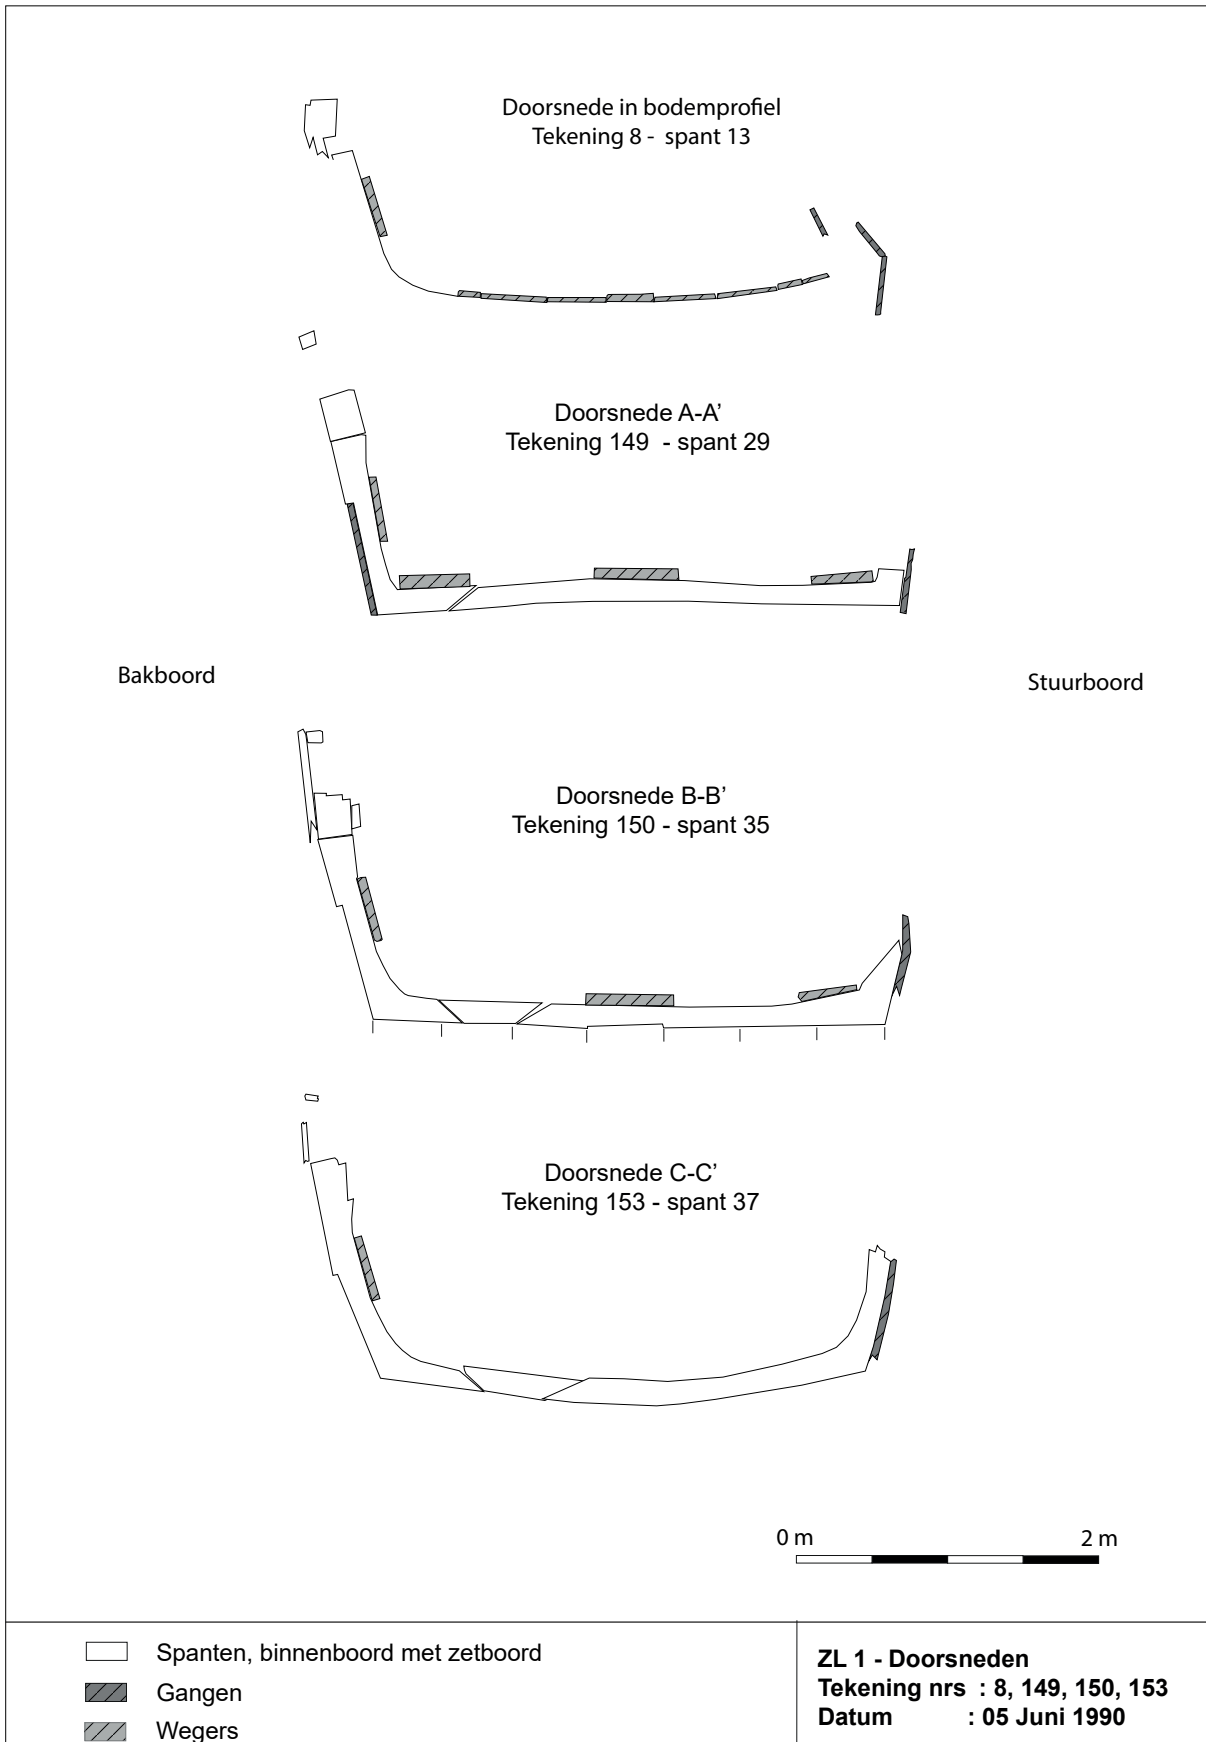 Doorsnede in bodemprofiel
Tekening 8 - spant 13
Doorsnede A-A’
Tekening 149 - spant 29
Bakboord
Stuurboord
Doorsnede B-B’
Tekening 150 - spant 35
Doorsnede C-C’
Tekening 153 - spant 37
0 m 2 m
Spanten, binnenboord met zetboord
Gangen
Wegers
ZL 1 - Doorsneden
Tekening nrs : 8, 149, 150, 153
Datum : 05 Juni 1990